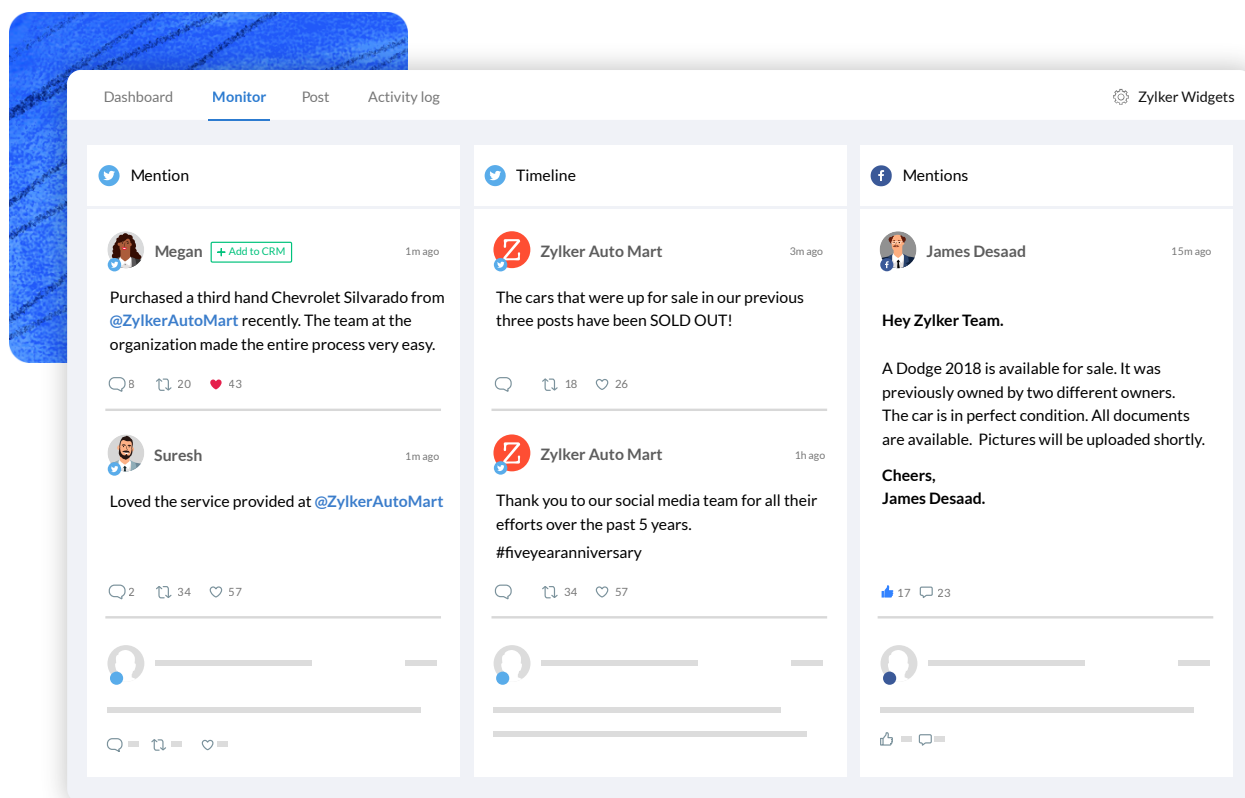 Dashboard Monitor Post Activity log Zylker Widgets
Mention
Megan + Add to CRM 1m ago
Purchased a third hand Chevrolet Silvarado from
@ZylkerAutoMart recently. The team at the
organization made the entire process very easy.
8 20 43
Suresh 1m ago
Loved the service provided at @ZylkerAutoMart
2 34 57
Timeline
Z Zylker Auto Mart 3m ago
The cars that were up for sale in our previous
three posts have been SOLD OUT!
18 26
Z Zylker Auto Mart 1h ago
Thank you to our social media team for all their
efforts over the past 5 years.
#fiveyearanniversary
34 57
Mentions
James Desaad 15m ago
Hey Zylker Team.
A Dodge 2018 is available for sale. It was
previously owned by two different owners.
The car is in perfect condition. All documents
are available. Pictures will be uploaded shortly.
Cheers,
James Desaad.
17 23